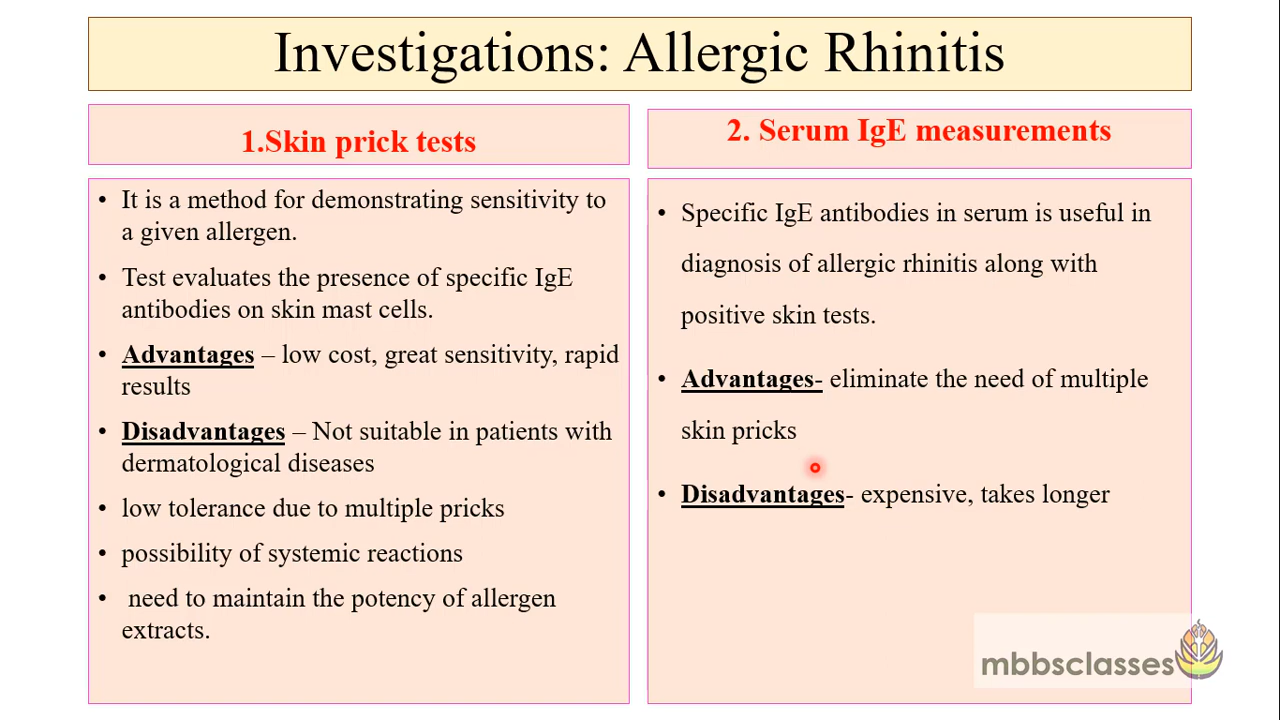 Investigations: Allergic Rhinitis
1.Skin prick tests
• It is a method for demonstrating sensitivity to
a given allergen.
• Test evaluates the presence of specific IgE
antibodies on skin mast cells.
• Advantages – low cost, great sensitivity, rapid
results
• Disadvantages – Not suitable in patients with
dermatological diseases
• low tolerance due to multiple pricks
• possibility of systemic reactions
• need to maintain the potency of allergen
extracts.
2. Serum IgE measurements
• Specific IgE antibodies in serum is useful in
diagnosis of allergic rhinitis along with
positive skin tests.
• Advantages- eliminate the need of multiple
skin pricks
• Disadvantages- expensive, takes longer
mbbsclasses